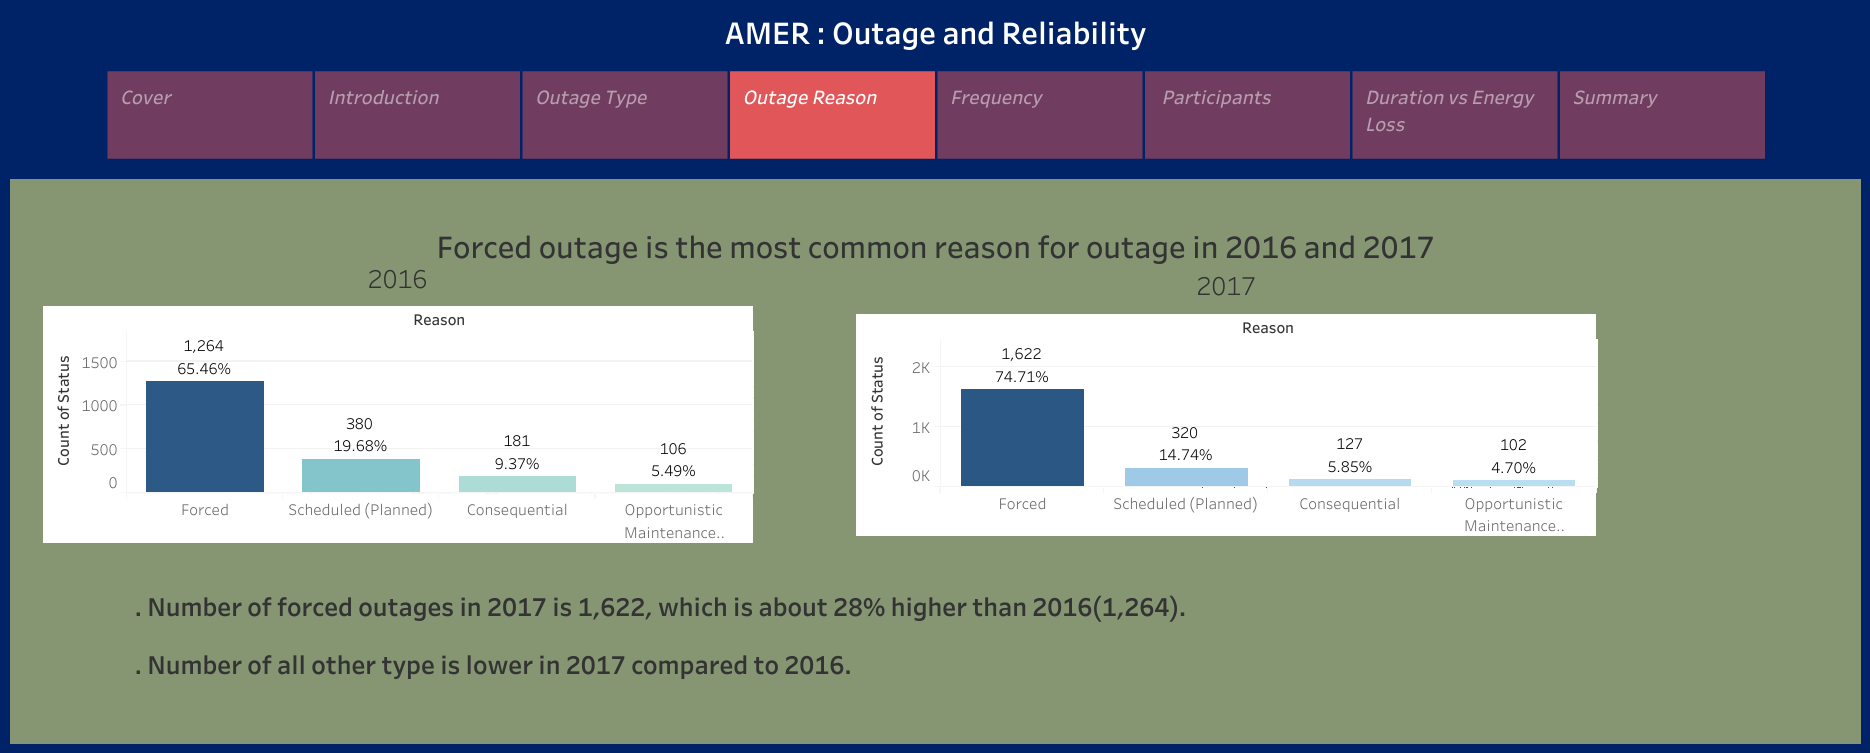 AMER : Outage and Reliability
Cover
Introduction
Outage Type
Outage Reason
Frequency
Participants
Duration vs Energy
Loss
Summary
Forced outage is the most common reason for outage in 2016 and 2017
2016
Reason
Count of Status
1500
1000
500
0
1,264
65.46%
380
19.68%
181
9.37%
106
5.49%
Forced
Scheduled (Planned)
Consequential
Opportunistic
Maintenance..
2017
Reason
Count of Status
2K
1K
0K
1,622
74.71%
320
14.74%
127
5.85%
102
4.70%
Forced
Scheduled (Planned)
Consequential
Opportunistic
Maintenance..
. Number of forced outages in 2017 is 1,622, which is about 28% higher than 2016(1,264).
. Number of all other type is lower in 2017 compared to 2016.